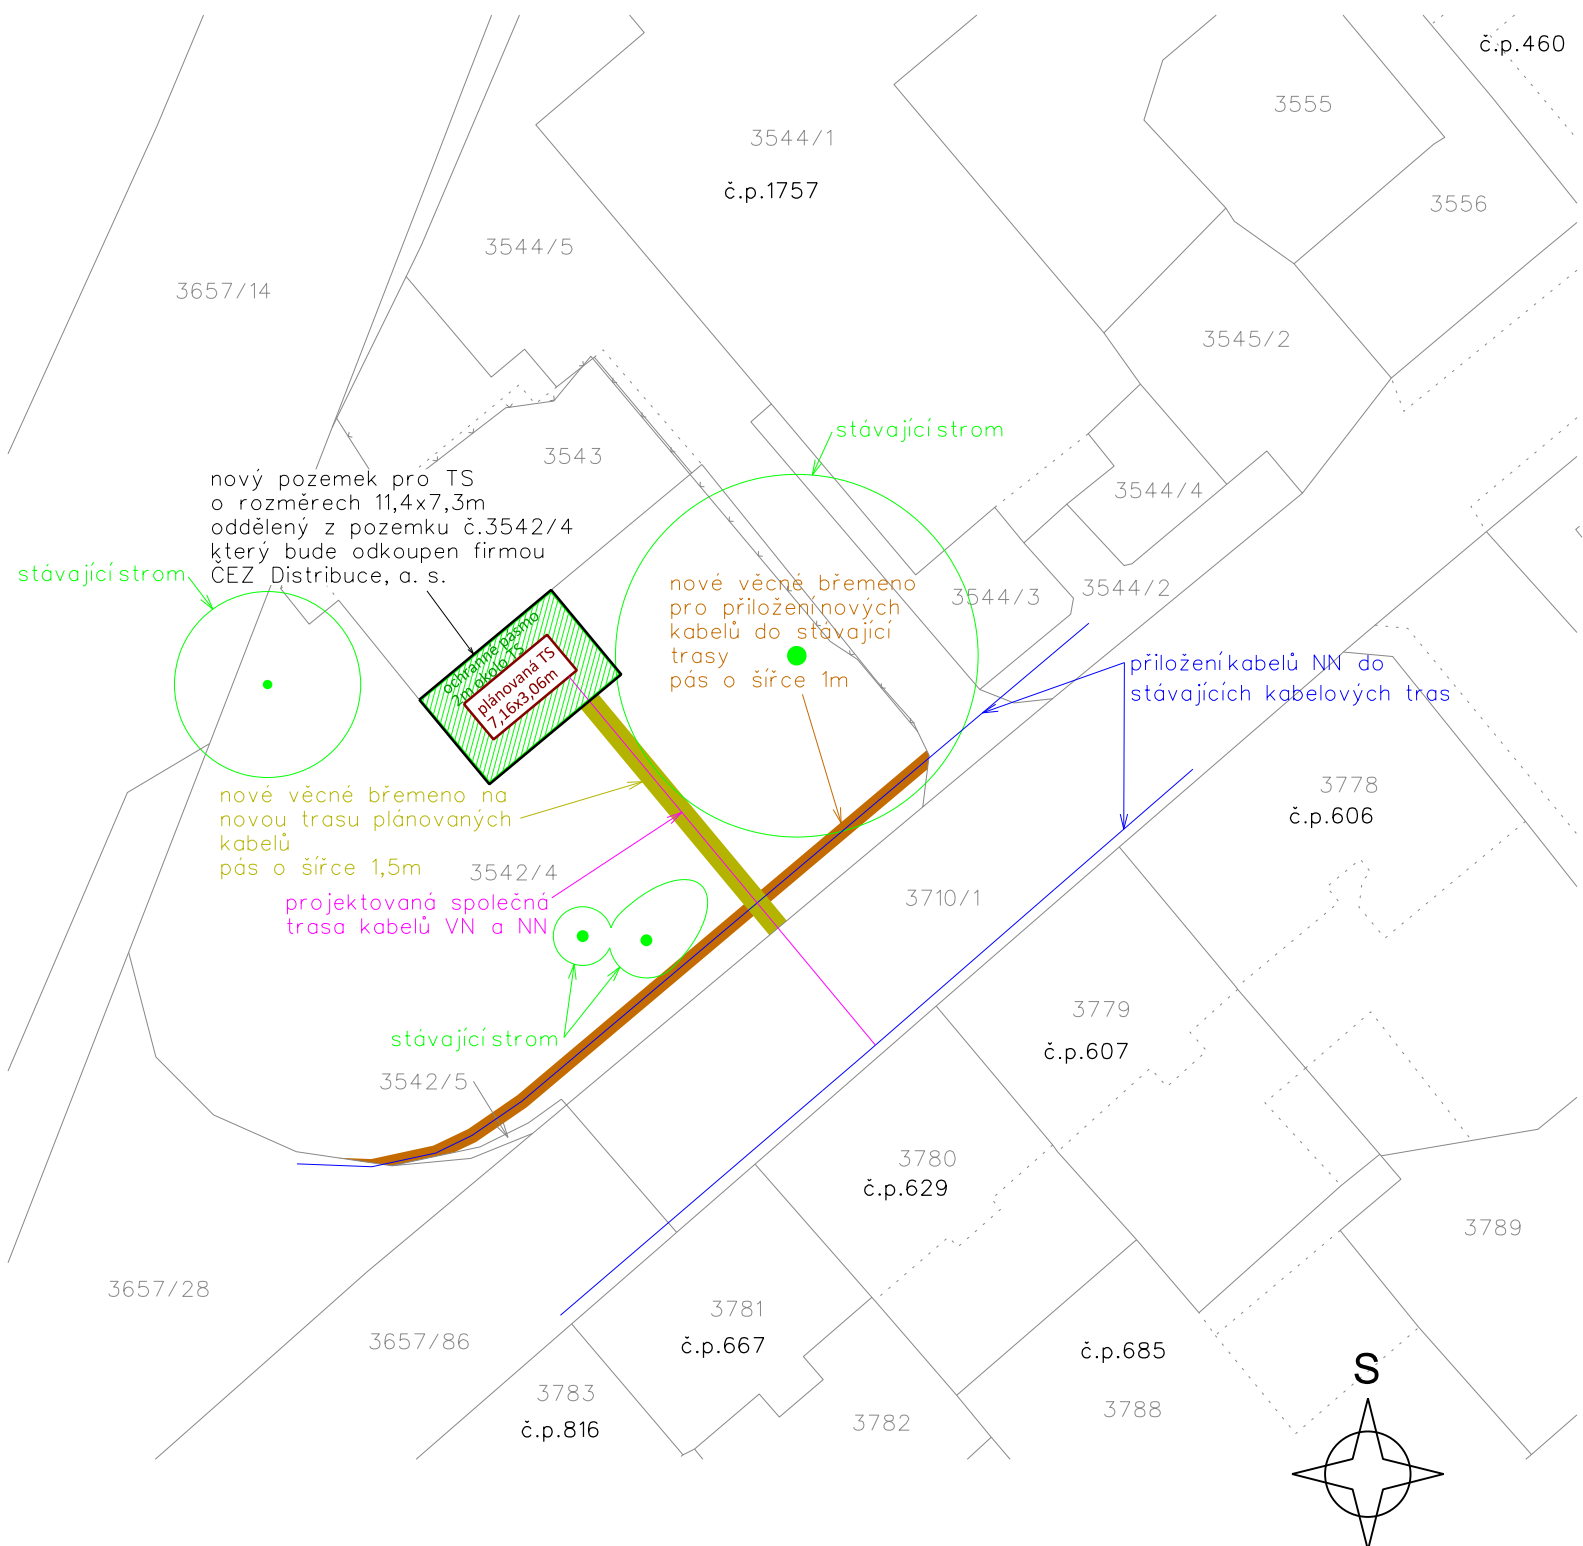 č.p.460
3555
3544/1
č.p.1757
3556
3544/5
3657/14
3545/2
stávající strom
3543
nový pozemek pro TS
o rozměrech 11,4x7,3m
oddělený z pozemku č.3542/4
který bude odkoupen firmou
ČEZ Distribuce, a. s.
3544/4
stávající strom
nové věcné břemeno
pro přiložení nových
kabelů do stávající
trasy
pás o šířce 1m
3544/3
3544/2
ochranné pásmo
2m okolo TS
plánovaná TS
7,16x3,06m
přiložení kabelů NN do
stávajících kabelových tras
3778
č.p.606
nové věcné břemeno na
novou trasu plánovaných
kabelů
pás o šířce 1,5m
3542/4
3710/1
projektovaná společná
trasa kabelů VN a NN
3779
č.p.607
stávající strom
3542/5
3780
č.p.629
3789
3657/28
3781
č.p.667
3657/86
č.p.685
S
3783
č.p.816
3782
3788